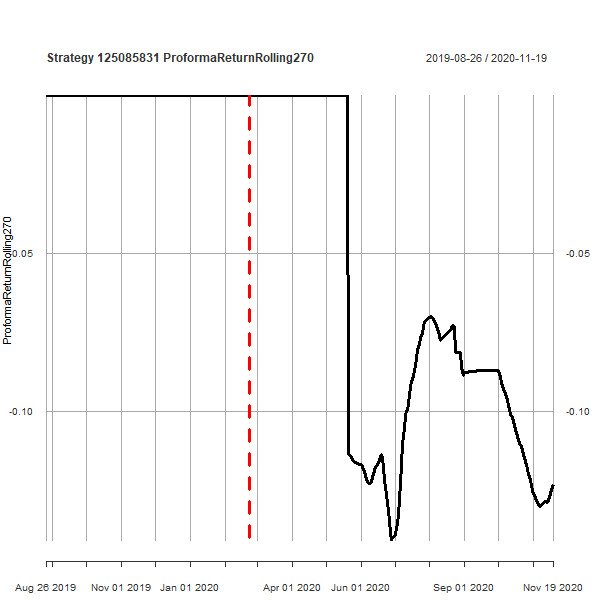 Strategy 125085831 ProformaReturnRolling270
2019-08-26 / 2020-11-19
ProformaReturnRolling270
-0.05
-0.05
-0.10
-0.10
Aug 26 2019
Nov 01 2019
Jan 01 2020
Apr 01 2020
Jun 01 2020
Sep 01 2020
Nov 19 2020